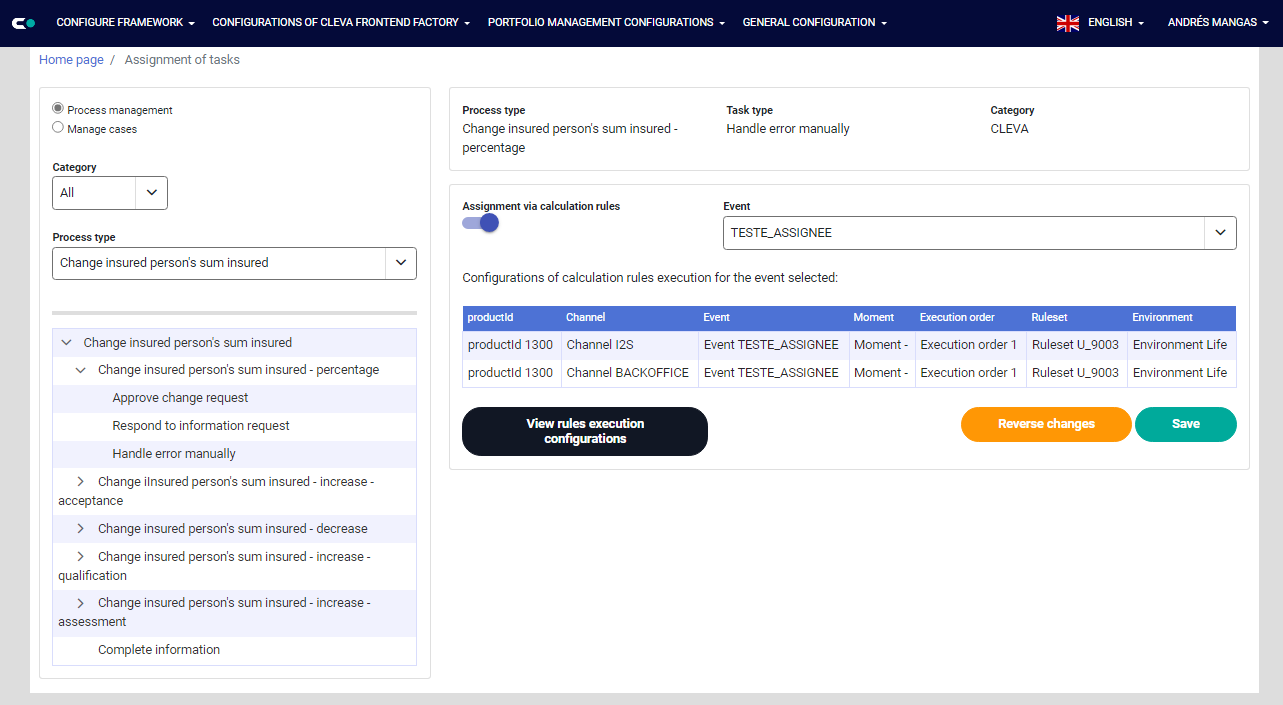 CONFIGURE FRAMEWORK
CONFIGURATIONS OF CLEVA FRONTEND FACTORY
PORTFOLIO MANAGEMENT CONFIGURATIONS
GENERAL CONFIGURATION
ENGLISH
ANDRÉS MANGAS
Home page / Assignment of tasks
Process management
Manage cases
Category
All
Process type
Change insured person's sum insured
Change insured person's sum insured
Change insured person's sum insured - percentage
Approve change request
Respond to information request
Handle error manually
Change iInsured person's sum insured - increase -
acceptance
Change insured person's sum insured - decrease
Change insured person's sum insured - increase -
qualification
Change insured person's sum insured - increase -
assessment
Complete information
Process type
Change insured person's sum insured -
percentage
Task type
Handle error manually
Category
CLEVA
Assignment via calculation rules
Event
TESTE_ASSIGNEE
Configurations of calculation rules execution for the event selected:
productId Channel Event Moment Execution order Ruleset Environment
productId 1300 Channel I2S Event TESTE_ASSIGNEE Moment - Execution order 1 Ruleset U_9003 Environment Life
productId 1300 Channel BACKOFFICE Event TESTE_ASSIGNEE Moment - Execution order 1 Ruleset U_9003 Environment Life
View rules execution
configurations
Reverse changes
Save